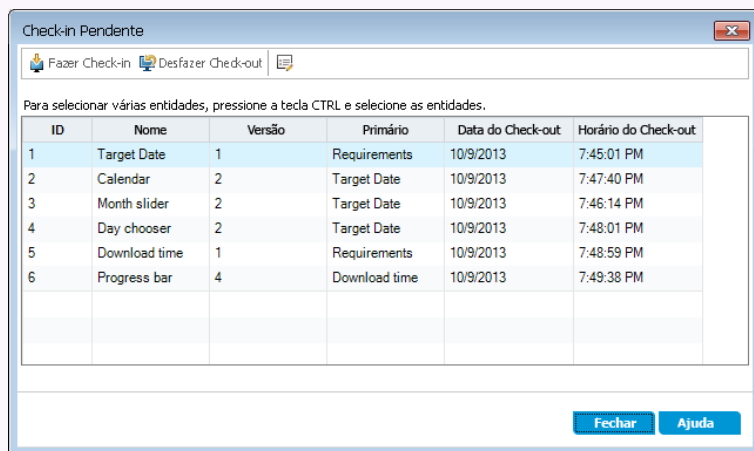 Check-in Pendente
Fazer Check-in Desfazer Check-out
Para selecionar várias entidades, pressione a tecla CTRL e selecione as entidades.
ID Nome Versão Primário Data do Check-out Horário do Check-out
1 Target Date 1 Requirements 10/9/2013 7:45:01 PM
2 Calendar 2 Target Date 10/9/2013 7:47:40 PM
3 Month slider 2 Target Date 10/9/2013 7:46:14 PM
4 Day chooser 2 Target Date 10/9/2013 7:48:01 PM
5 Download time 1 Requirements 10/9/2013 7:48:59 PM
6 Progress bar 4 Download time 10/9/2013 7:49:38 PM
Fechar Ajuda